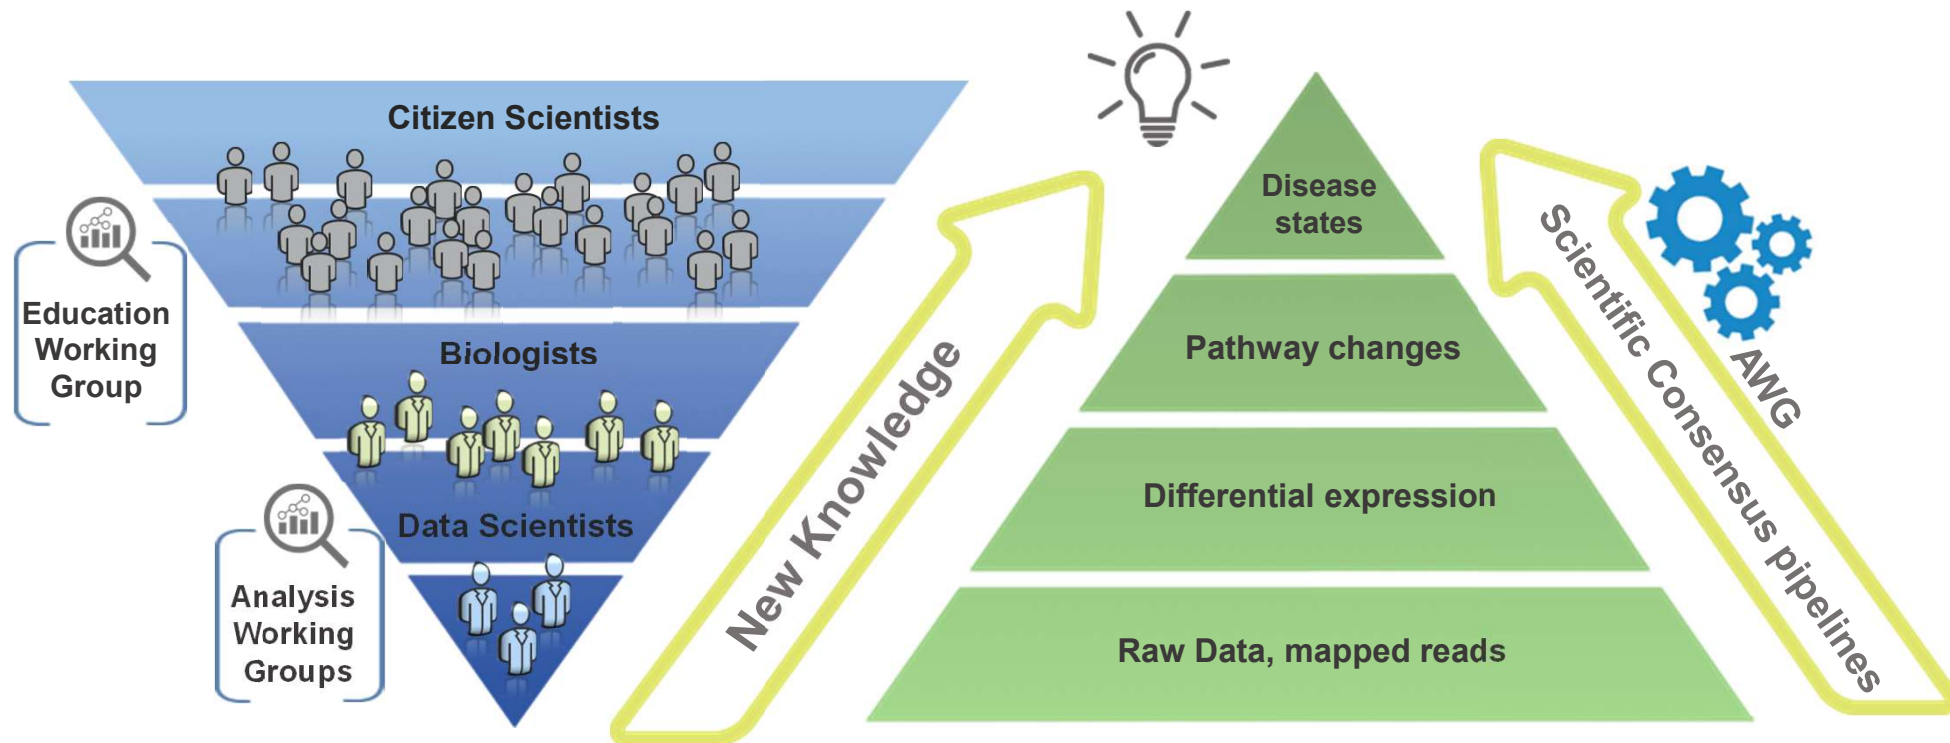 Citizen Scientists
Education
Working
Group
Biologists
Data Scientists
Analysis
Working
Groups
New Knowledge
Disease
states
Pathway changes
Differential expression
Raw Data, mapped reads
Scientific Consensus pipelines
AWG